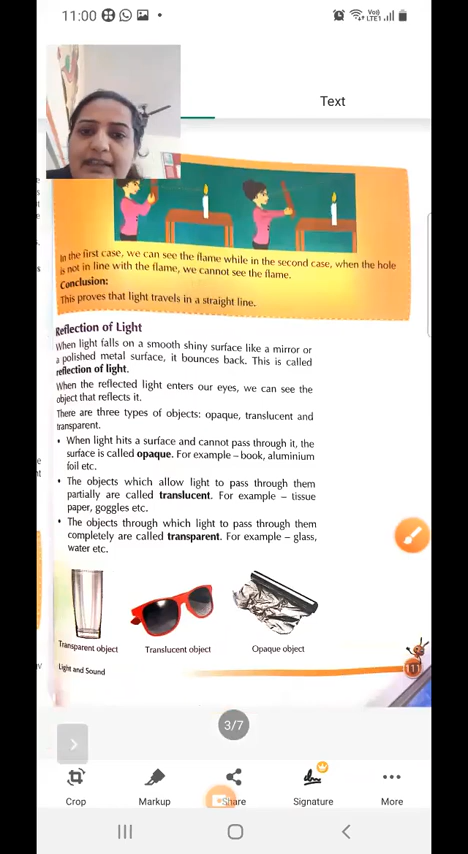 11:00
Vo)
LTE1
Text
In the first case, we can see the flame while in the second case, when the hole
is not in line with the flame, we cannot see the flame.
Conclusion:
This proves that light travels in a straight line.
Reflection of Light
When light falls on a smooth shiny surface like a mirror or
a polished metal surface, it bounces back. This is called
reflection of light.
When the reflected light enters our eyes, we can see the
object that reflects it.
There are three types of objects: opaque, translucent and
transparent.
• When light hits a surface and cannot pass through it, the
surface is called opaque. For example – book, aluminium
foil etc.
• The objects which allow light to pass through them
partially are called translucent. For example – tissue
paper, goggles etc.
• The objects through which light to pass through them
completely are called transparent. For example – glass,
water etc.
Transparent object
Translucent object
Opaque object
Light and Sound
111
3/7
Crop
Markup
Share
Signature
More